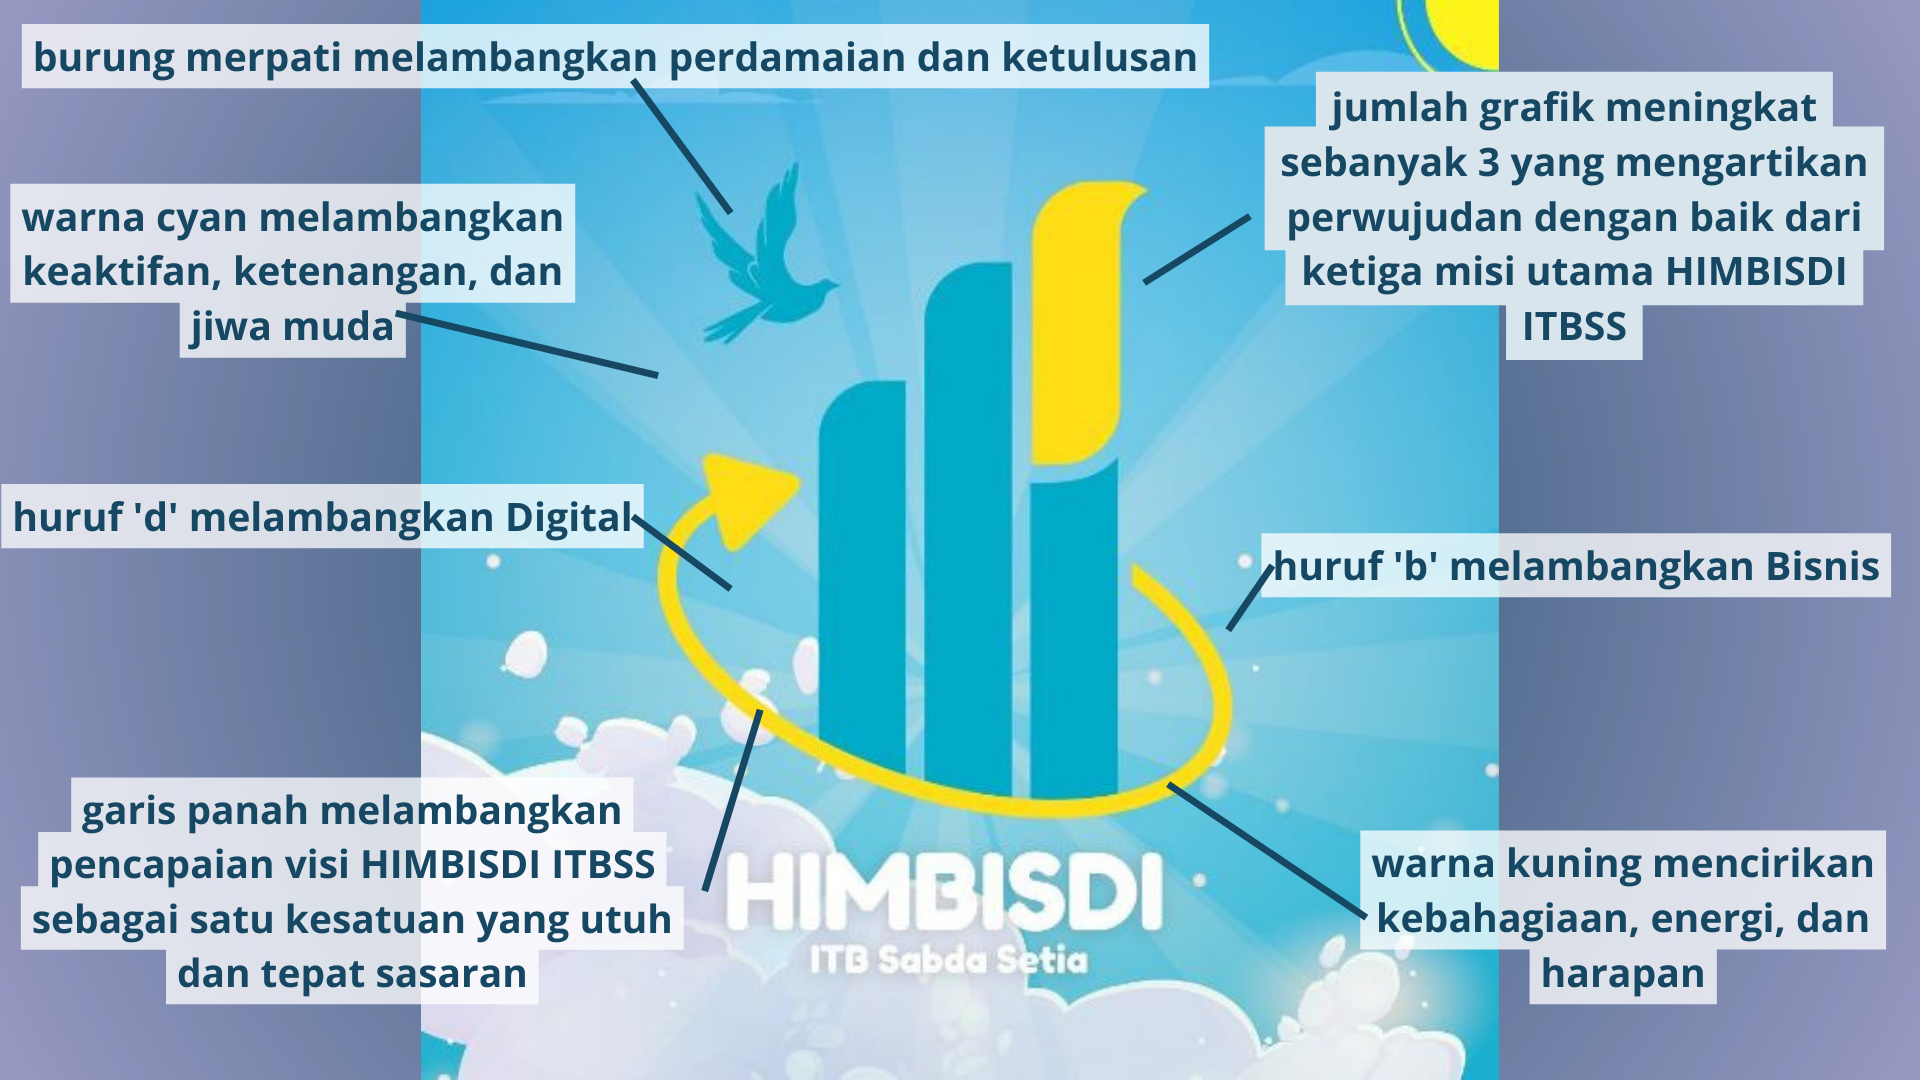 burung merpati melambangkan perdamaian dan ketulusan
jumlah grafik meningkat
sebanyak 3 yang mengartikan
perwujudan dengan baik dari
ketiga misi utama HIMBISDI
ITBSS
warna cyan melambangkan
keaktifan, ketenangan, dan
jiwa muda
huruf 'd' melambangkan Digital
huruf 'b' melambangkan Bisnis
garis panah melambangkan
pencapaian visi HIMBISDI ITBSS
sebagai satu kesatuan yang utuh
dan tepat sasaran
HIMBISDI
ITB Sabda Setia
warna kuning mencirikan
kebahagiaan, energi, dan
harapan